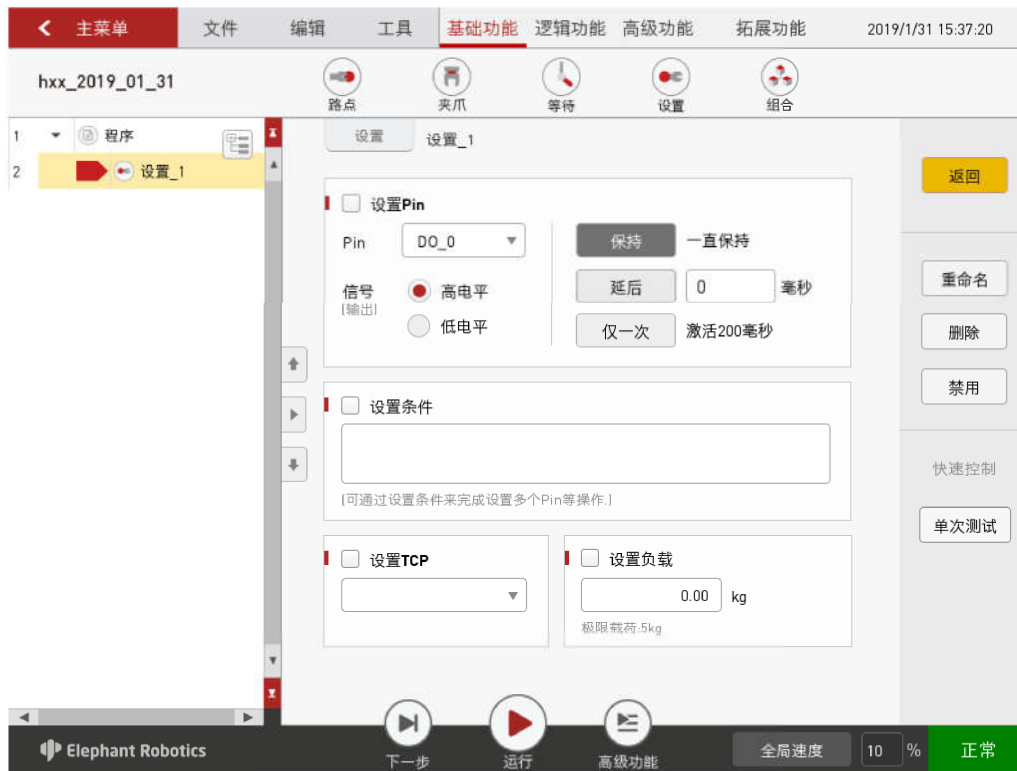 主菜单 文件 编辑 工具 基础功能 逻辑功能 高级功能 拓展功能 2019/1/31 15:37:20
hxx_2019_01_31 路点 夹爪 等待 设置 组合
1 程序
2 设置_1
设置 设置_1
设置Pin
Pin DO_0
信号
(输出)
高电平
低电平
保持 一直保持
延后 0 毫秒
仅一次 激活200毫秒
设置条件
(可通过设置条件来完成设置多个Pin等操作.)
设置TCP
设置负载
0.00 kg
极限载荷:5kg
返回
重命名
删除
禁用
快速控制
单次测试
Elephant Robotics 下一步 运行 高级功能 全局速度 10 % 正常